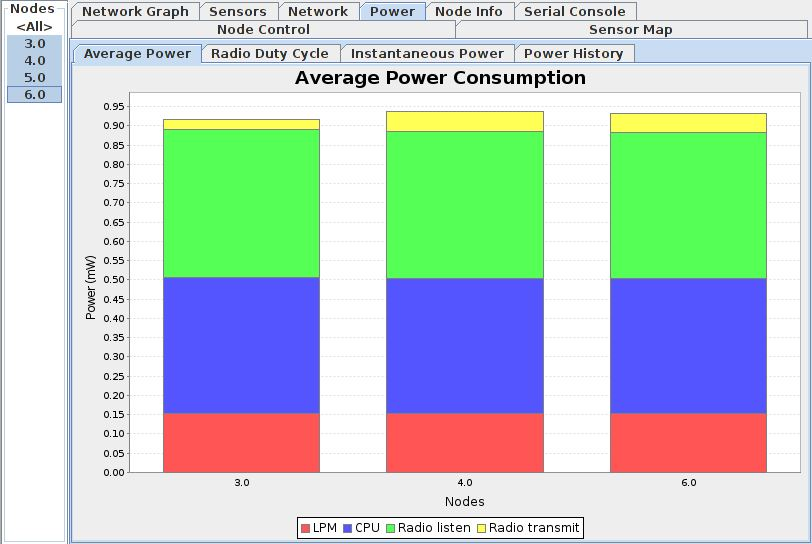 Nodes
<All>
3.0
4.0
5.0
6.0
Network Graph Sensors Network Power Node Info Serial Console
Node Control Sensor Map
Average Power Radio Duty Cycle Instantaneous Power Power History
Average Power Consumption
0.95
0.90
0.85
0.80
0.75
0.70
0.65
0.60
0.55
0.50
0.45
0.40
0.35
0.30
0.25
0.20
0.15
0.10
0.05
0.00
Power (mW)
3.0 4.0 6.0
Nodes
LPM CPU Radio listen Radio transmit